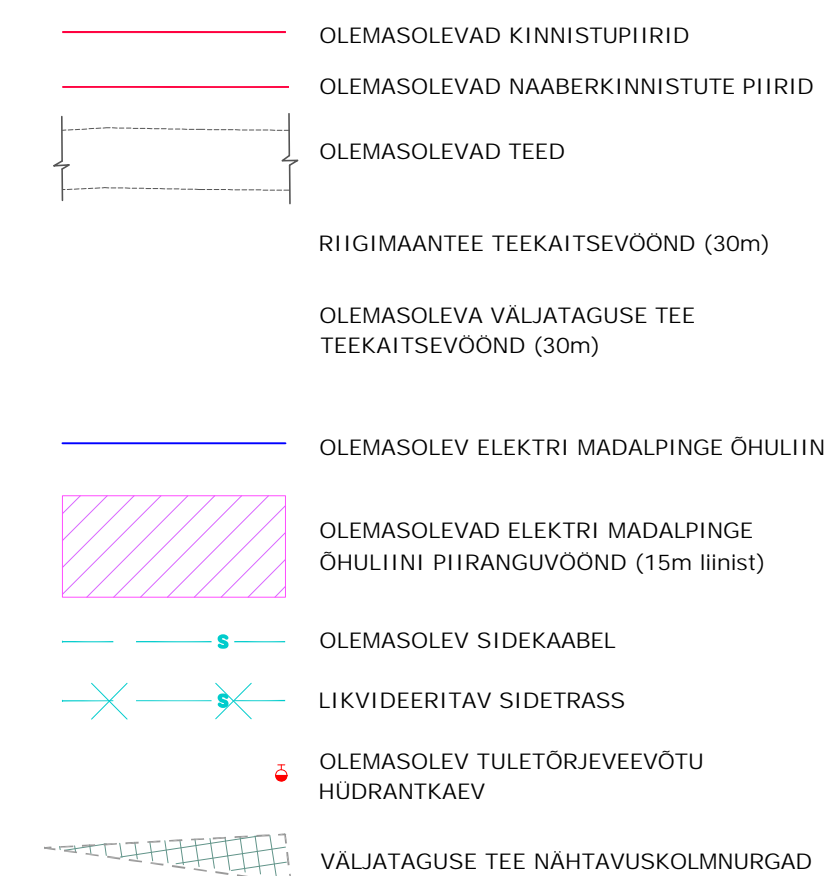 OLEMASOLEVAD KINNISTUPIIRID
OLEMASOLEVAD NAABERKINNISTUTE PIIRID
OLEMASOLEVAD TEED
RIIGIMAANTEE TEEKAITSEVÖÖND (30m)
OLEMASOLEVA VÄLJATAGUSE TEE
TEEKAITSEVÖÖND (30m)
OLEMASOLEV ELEKTRI MADALPINGE ÕHULIIN
OLEMASOLEVAD ELEKTRI MADALPINGE
ÕHULIINI PIIRANGUVÖÖND (15m liinist)
S OLEMASOLEV SIDEKAABEL
S LIKVIDEERITAV SIDETRASS
OLEMASOLEV TULETÕRJEVEEVÕTU
HÜDRANTKAEV
VÄLJATAGUSE TEE NÄHTAVUSKOLMNURGAD